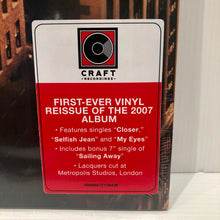 CRAFT
RECORDINGS
FIRST-EVER VINYL
REISSUE OF THE 2007
ALBUM
• Features singles "Closer,"
"Selfish Jean" and "My Eyes"
• Includes bonus 7" single of
"Sailing Away"
• Lacquers cut at
Metropolis Studios, London